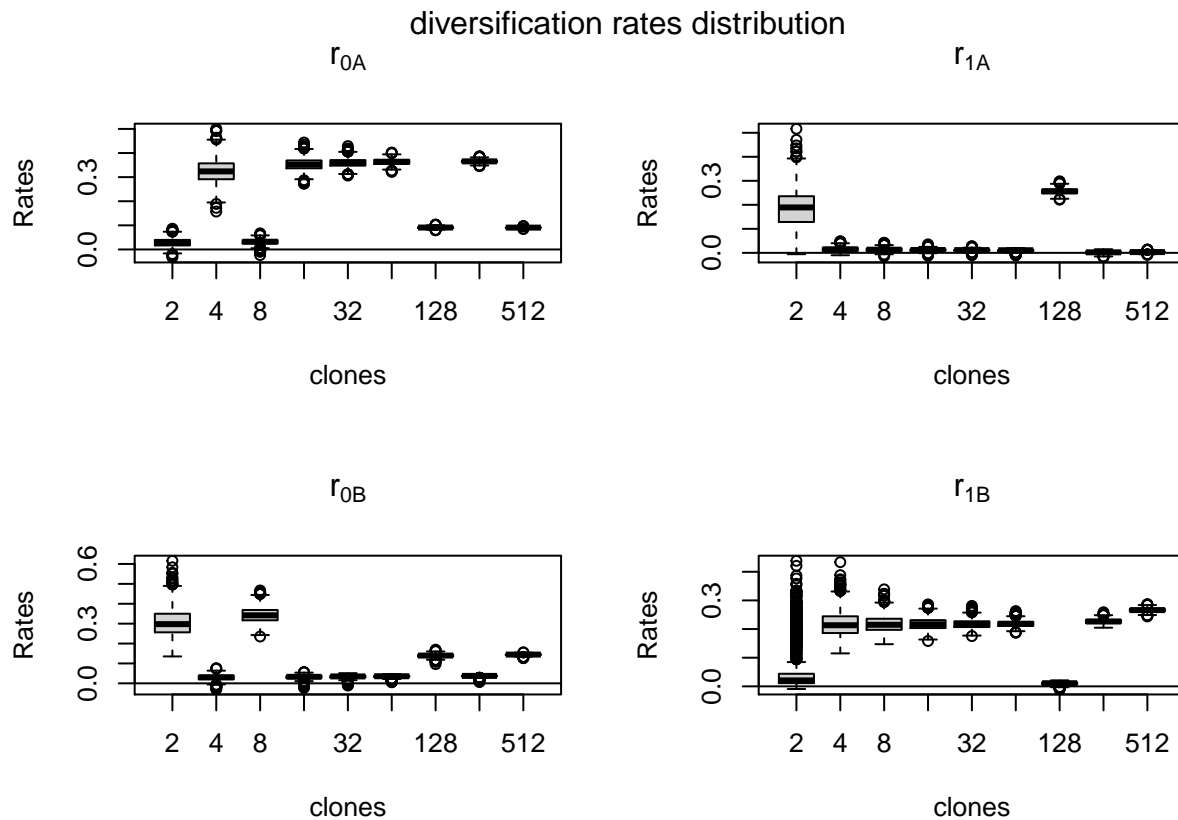 diversification rates distribution
r0A
Rates
0.0 0.3
2 4 8 32 128 512
clones
r1A
Rates
0.0 0.3
2 4 8 32 128 512
clones
r0B
Rates
0.0 0.3 0.6
2 4 8 32 128 512
clones
r1B
Rates
0.0 0.3
2 4 8 32 128 512
clones